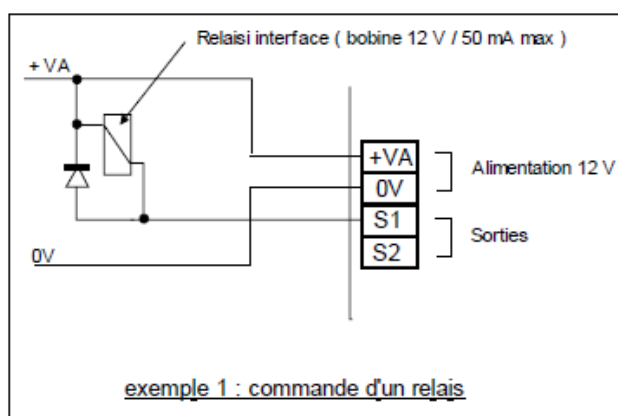 Relaisi interface ( bobine 12 V / 50 mA max )
+ VA
+VA
Alimentation 12 V
0V
S1
Sorties
S2
0V
exemple 1 : commande d'un relais